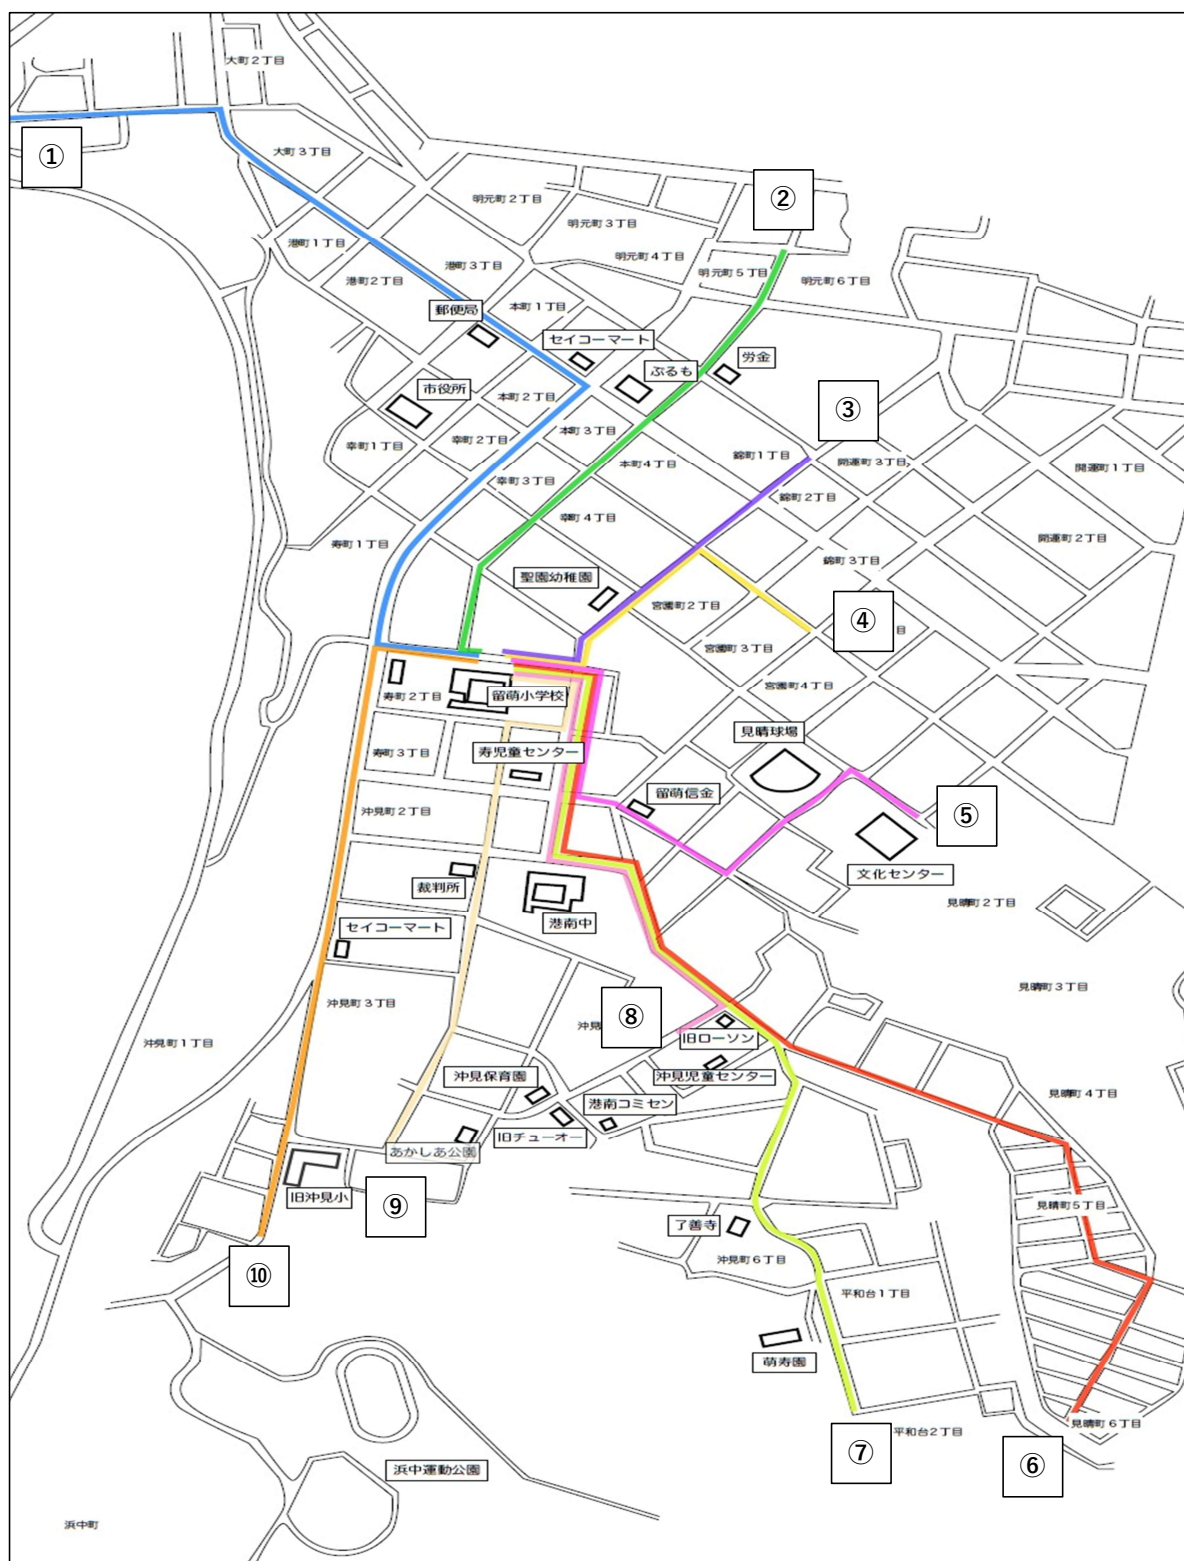 大町２丁目
①
大町３丁目
②
明元町２丁目
明元町３丁目
港町１丁目
明元町４丁目
港町３丁目
明元町５丁目
港町２丁目
明元町６丁目
郵便局
本町１丁目
セイコーマート
労金
ぷるも
市役所
本町２丁目
③
本町３丁目
幸町１丁目
幸町２丁目
錦町１丁目
本町４丁目
開運町３丁目
開運町１丁目
幸町３丁目
錦町２丁目
幸町４丁目
寿町１丁目
開運町２丁目
錦町３丁目
聖園幼稚園
宮園町２丁目
④
目
宮園町３丁目
宮園町４丁目
寿町２丁目
留萌小学校
見晴球場
寿町３丁目
寿児童センター
留萌信金
沖見町２丁目
⑤
文化センター
裁判所
見晴町２丁目
港南中
セイコーマート
見晴町３丁目
沖見町３丁目
⑧
沖見
旧ローソン
沖見町１丁目
沖見保育園
沖見児童センター
見晴町４丁目
港南コミセン
旧チューオー
あかしあ公園
旧沖見小
⑨
見晴町５丁目
了善寺
沖見町６丁目
⑩
平和台１丁目
萌寿園
見晴町６丁目
平和台２丁目
⑦
⑥
浜中運動公園
浜中町